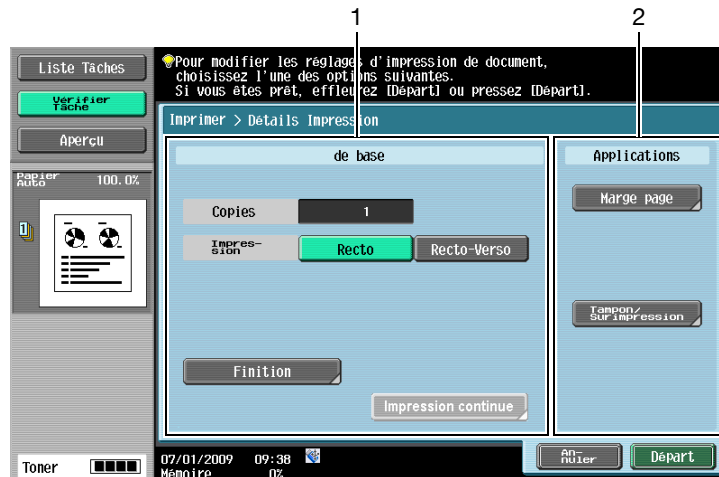 1
2
Liste Tâches
Vérifier
Tâche
Aperçu
Papier
Auto
100.0%
1
Toner
Pour modifier les réglages d'impression de document,
choisissez l'une des options suivantes.
Si vous êtes prêt, effleurez [Départ] ou pressez [Départ].
Imprimer > Détails Impression
de base
Copies
1
Impres-
sion
Recto
Recto-Verso
Finition
Impression continue
Applications
Marge page
Tampon/
Surimpression
07/01/2009 09:38
Mémoire 0%
An-
nuler
Départ